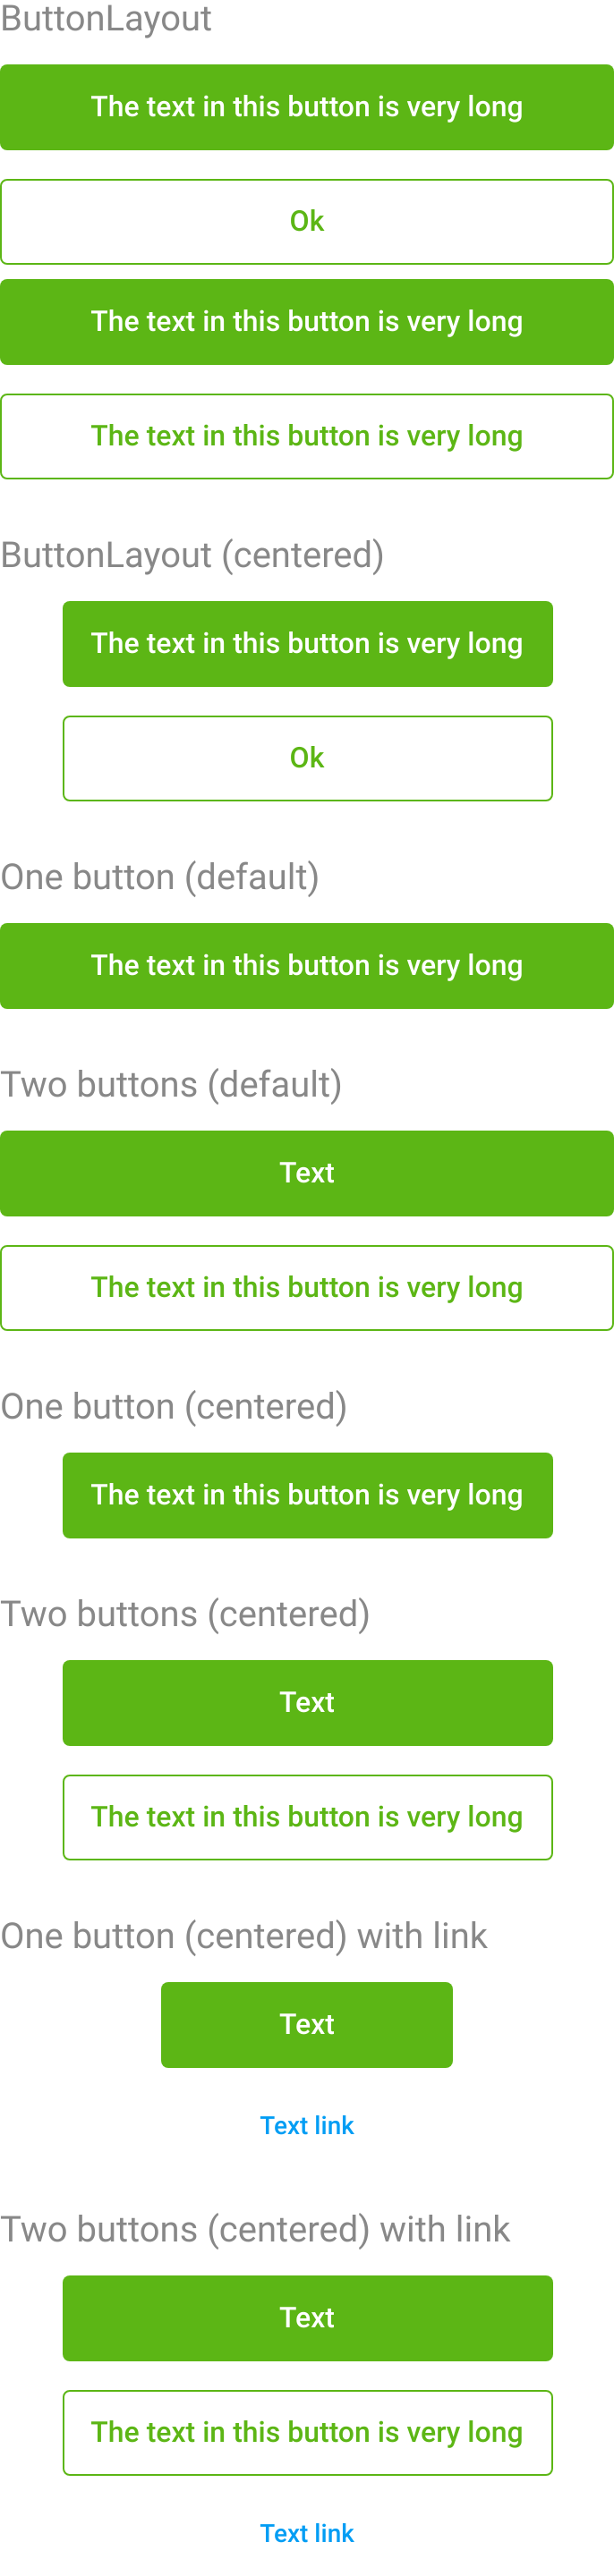 ButtonLayout
The text in this button is very long
Ok
The text in this button is very long
The text in this button is very long
ButtonLayout (centered)
The text in this button is very long
Ok
One button (default)
The text in this button is very long
Two buttons (default)
Text
The text in this button is very long
One button (centered)
The text in this button is very long
Two buttons (centered)
Text
The text in this button is very long
One button (centered) with link
Text
Text link
Two buttons (centered) with link
Text
The text in this button is very long
Text link